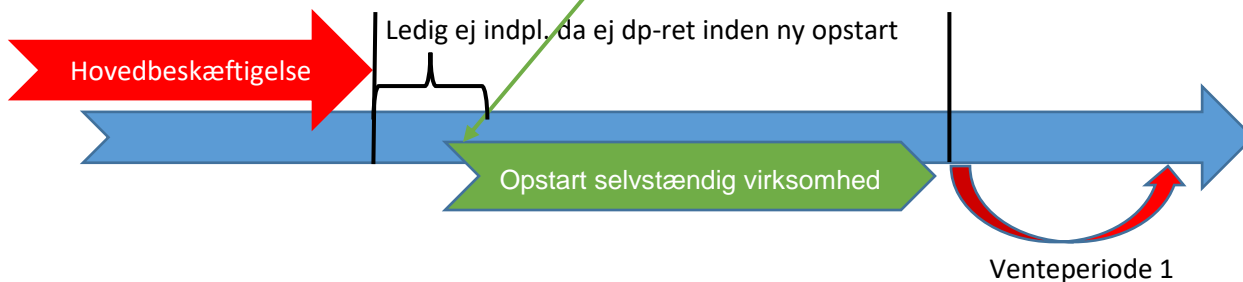 Ledig ej indpl. da ej dp-ret inden ny opstart
Hovedbeskæftigelse
Opstart selvstændig virksomhed
Venteperiode 1